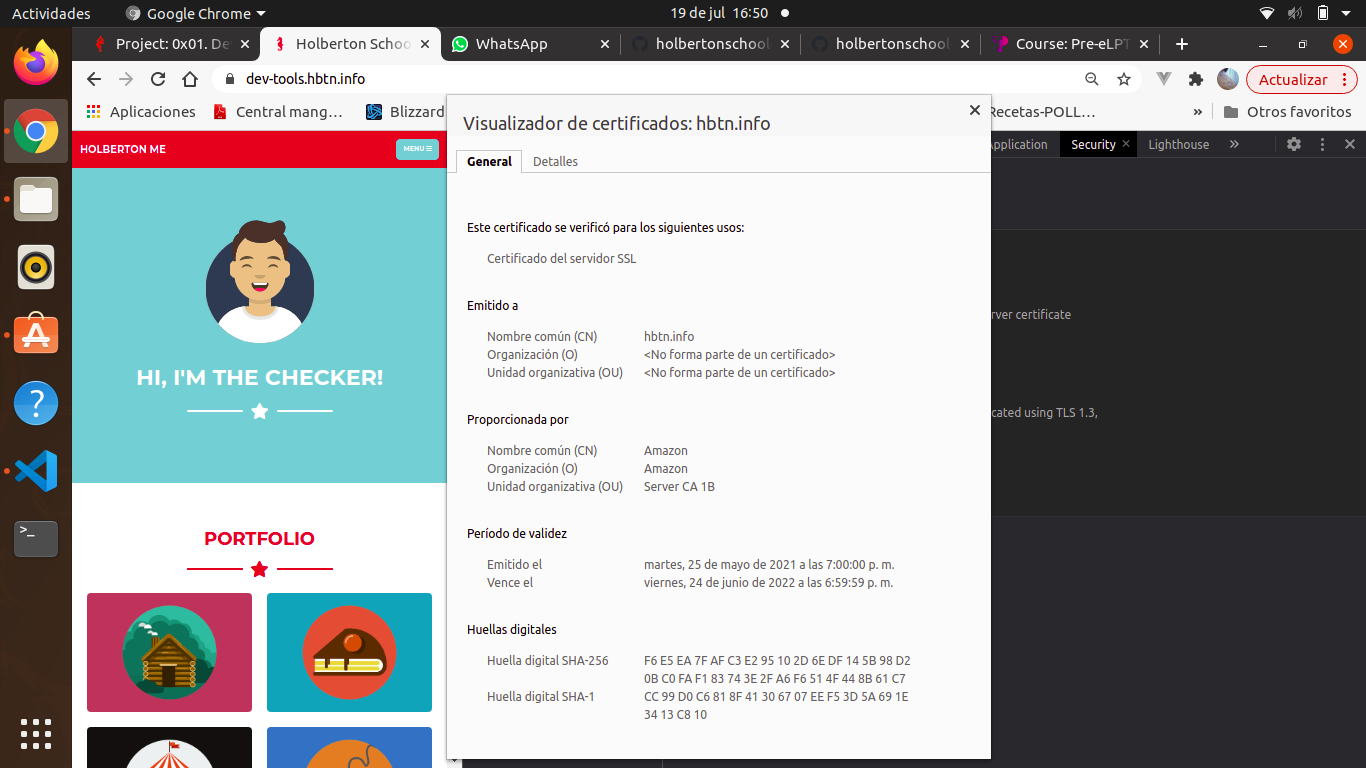 Actividades
Google Chrome
19 de jul 16:50
Project: 0x01. De
Holberton Schoo
WhatsApp
holbertonschool
holbertonschool
Course: Pre-eLPT
dev-tools.hbtn.info
Actualizar
Aplicaciones
Central mang…
Blizzard
Recetas-POLL…
»
Otros favoritos
HOLBERTON ME
MENU
HI, I'M THE CHECKER!
PORTFOLIO
Visualizador de certificados: hbtn.info
General
Detalles
Este certificado se verificó para los siguientes usos:
Certificado del servidor SSL
Emitido a
Nombre común (CN) hbtn.info
Organización (O) <No forma parte de un certificado>
Unidad organizativa (OU) <No forma parte de un certificado>
Proporcionada por
Nombre común (CN) Amazon
Organización (O) Amazon
Unidad organizativa (OU) Server CA 1B
Período de validez
Emitido el martes, 25 de mayo de 2021 a las 7:00:00 p. m.
Vence el viernes, 24 de junio de 2022 a las 6:59:59 p. m.
Huellas digitales
Huella digital SHA-256 F6 E5 EA 7F AF C3 E2 95 10 2D 6E DF 14 5B 98 D2
0B C0 FA F1 83 74 3E 2F A6 F6 51 4F 44 8B 61 C7
Huella digital SHA-1 CC 99 D0 C6 81 8F 41 30 67 07 EE F5 3D 5A 69 1E
34 13 C8 10
Application
Security
Lighthouse
»
rver certificate
cated using TLS 1.3,
>_